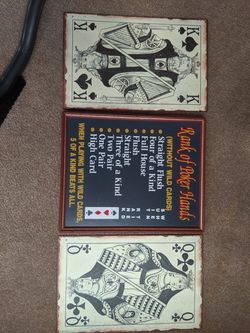 K
K
Rank of Poker Hands
(WITHOUT WILD CARDS)
• Straight Flush
• Four of a Kind
• Full House
• Flush
• Straight
• Three of a Kind
• Two Pair
• One Pair
• High Card
WHEN PLAYING WITH WILD CARDS,
5 OF A KIND BEATS ALL.
Q
Q